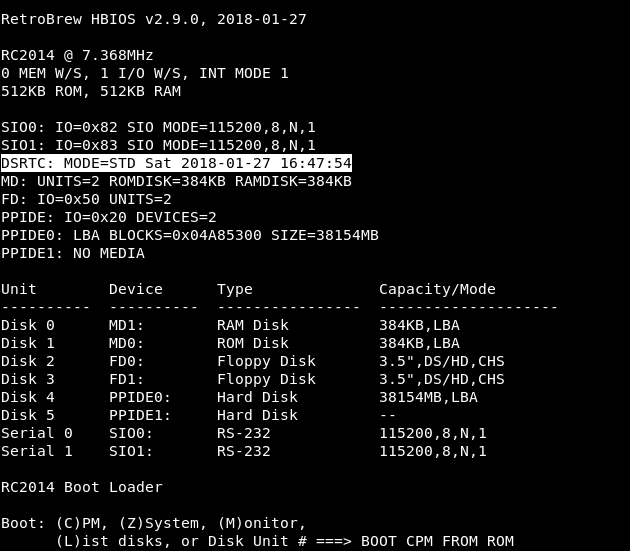 RetroBrew HBIOS v2.9.0, 2018-01-27
RC2014 @ 7.368MHz
0 MEM W/S, 1 I/O W/S, INT MODE 1
512KB ROM, 512KB RAM
SIO0: IO=0x82 SIO MODE=115200,8,N,1
SIO1: IO=0x83 SIO MODE=115200,8,N,1
DSRTC: MODE=STD Sat 2018-01-27 16:47:54
MD: UNITS=2 ROMDISK=384KB RAMDISK=384KB
FD: IO=0x50 UNITS=2
PPIDE: IO=0x20 DEVICES=2
PPIDE0: LBA BLOCKS=0x04A85300 SIZE=38154MB
PPIDE1: NO MEDIA
Unit        Device      Type              Capacity/Mode
----------  ----------  ----------------  --------------------
Disk 0      MD1:        RAM Disk          384KB,LBA
Disk 1      MD0:        ROM Disk          384KB,LBA
Disk 2      FD0:        Floppy Disk       3.5",DS/HD,CHS
Disk 3      FD1:        Floppy Disk       3.5",DS/HD,CHS
Disk 4      PPIDE0:     Hard Disk         38154MB,LBA
Disk 5      PPIDE1:     Hard Disk         --
Serial 0    SIO0:       RS-232            115200,8,N,1
Serial 1    SIO1:       RS-232            115200,8,N,1
RC2014 Boot Loader
Boot: (C)PM, (Z)System, (M)onitor,
      (L)ist disks, or Disk Unit # ===> BOOT CPM FROM ROM